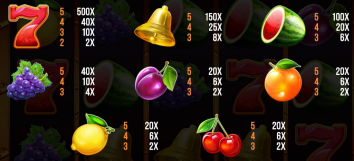 5 500X
4 40X
3 10X
2 2X
5 150X
4 25X
3 8X
5 100X
4 20X
3 6X
5 40X
4 10X
3 4X
5 20X
4 6X
3 2X
5 20X
4 6X
3 2X
5 20X
4 6X
3 2X
5 20X
4 6X
3 2X